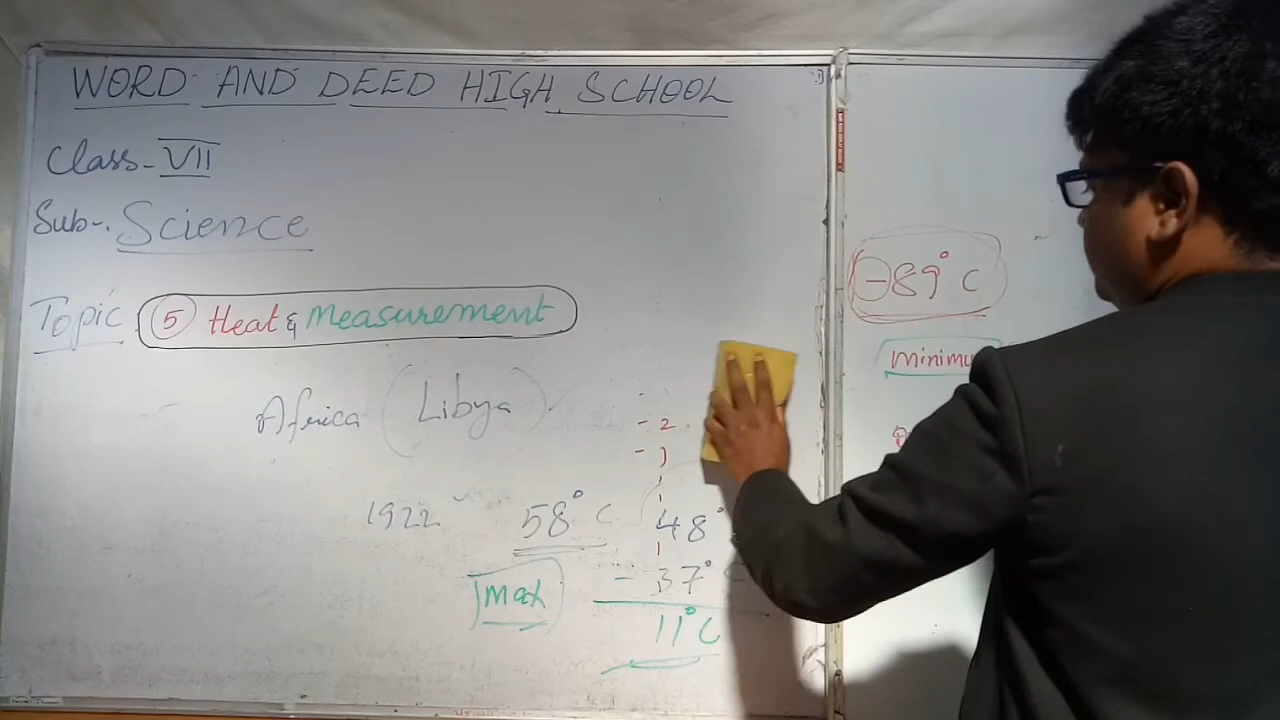 WORD AND DEED HIGH SCHOOL
Class- VII
Sub-. Science
Topic 5 Heat & Measurement
Africa (Libya)
- 2
- 1
1922 58° C 48°
Max - 37°
11° C
-89° C